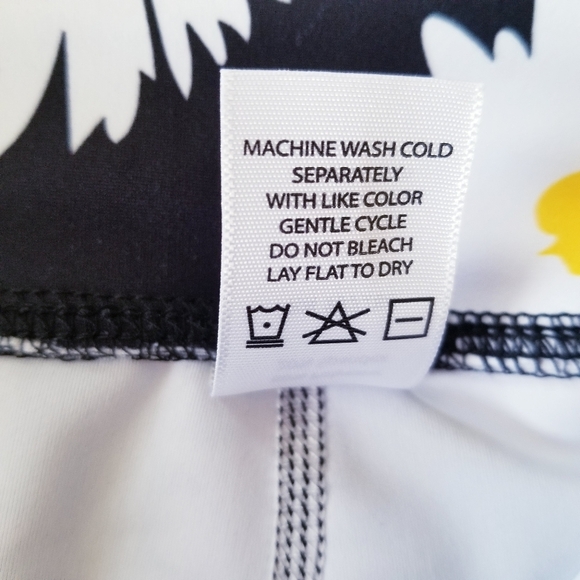 MACHINE WASH COLD
SEPARATELY
WITH LIKE COLOR
GENTLE CYCLE
DO NOT BLEACH
LAY FLAT TO DRY